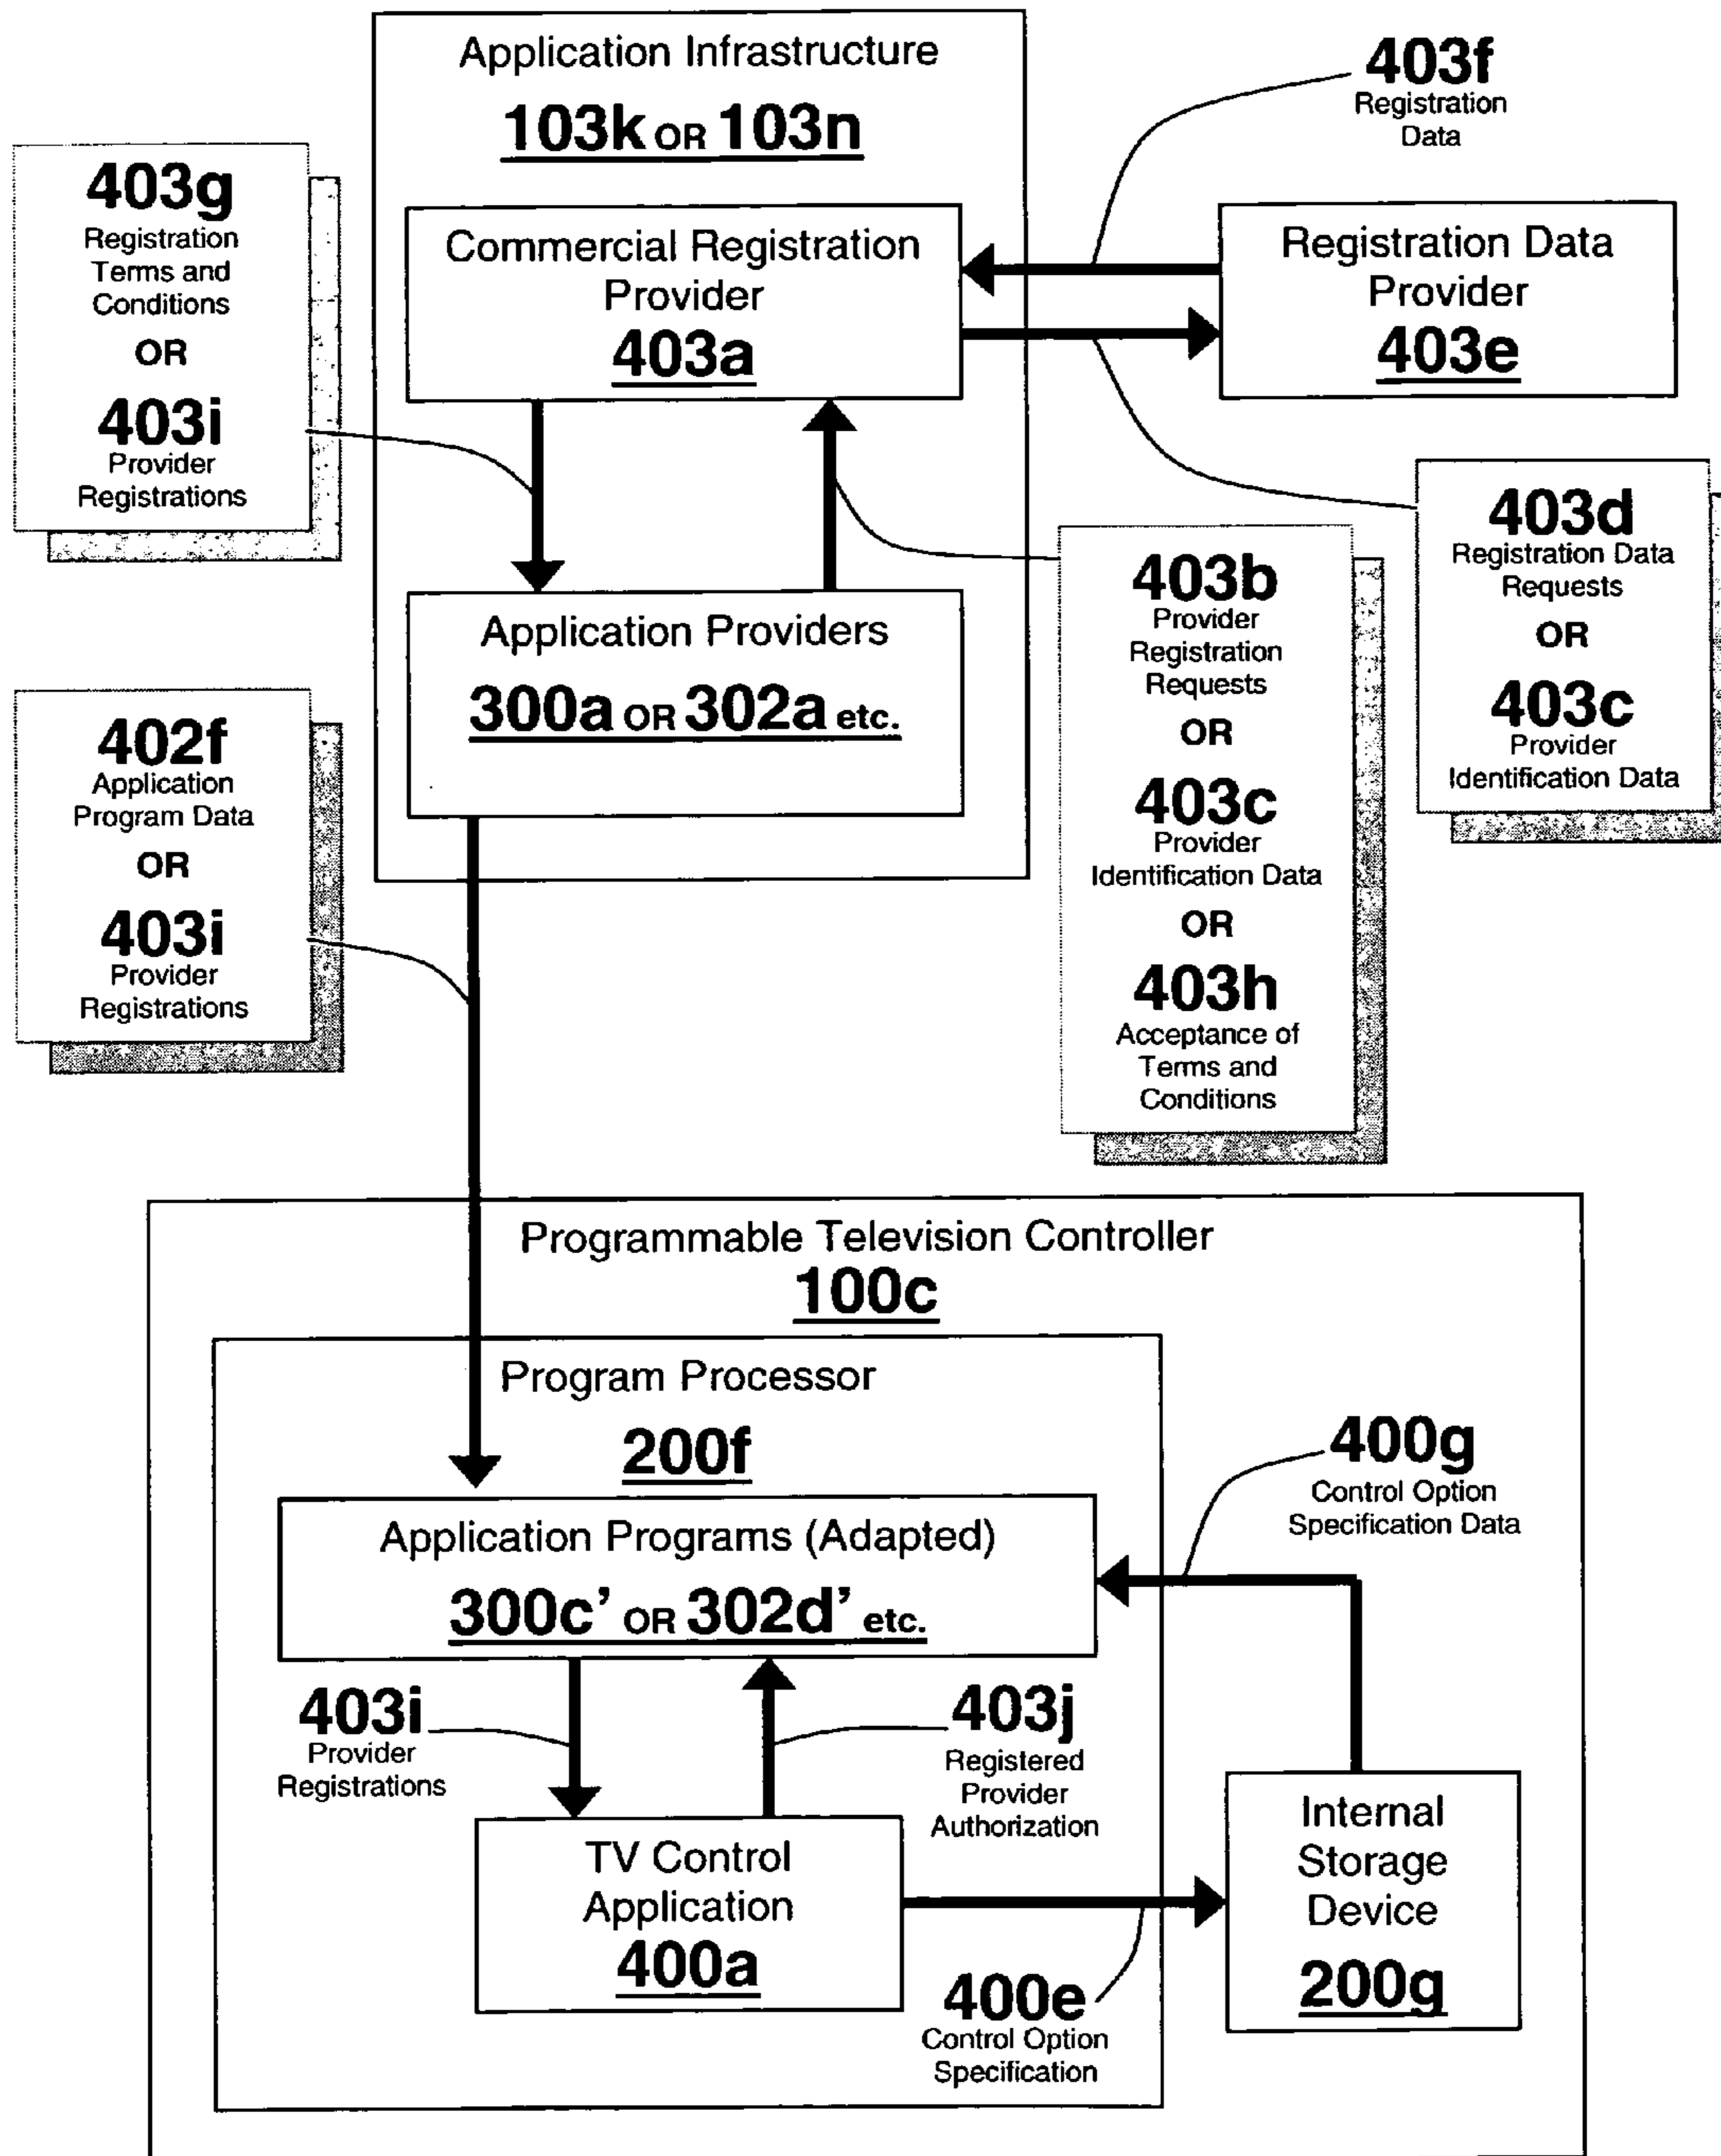 Application Infrastructure
103k OR 103n
403f
Registration
Data
403g
Registration
Terms and
Conditions
OR
403i
Provider
Registrations
Commercial Registration
Provider
403a
Registration Data
Provider
403e
403d
Registration Data
Requests
OR
403c
Provider
Identification Data
403b
Provider
Registration
Requests
OR
403c
Provider
Identification Data
OR
403h
Acceptance of
Terms and
Conditions
Application Providers
300a OR 302a etc.
402f
Application
Program Data
OR
403i
Provider
Registrations
Programmable Television Controller
100c
Program Processor
200f
400g
Control Option
Specification Data
Application Programs (Adapted)
300c' OR 302d' etc.
403i
Provider
Registrations
403j
Registered
Provider
Authorization
TV Control
Application
400a
Internal
Storage
Device
200g
400e
Control Option
Specification